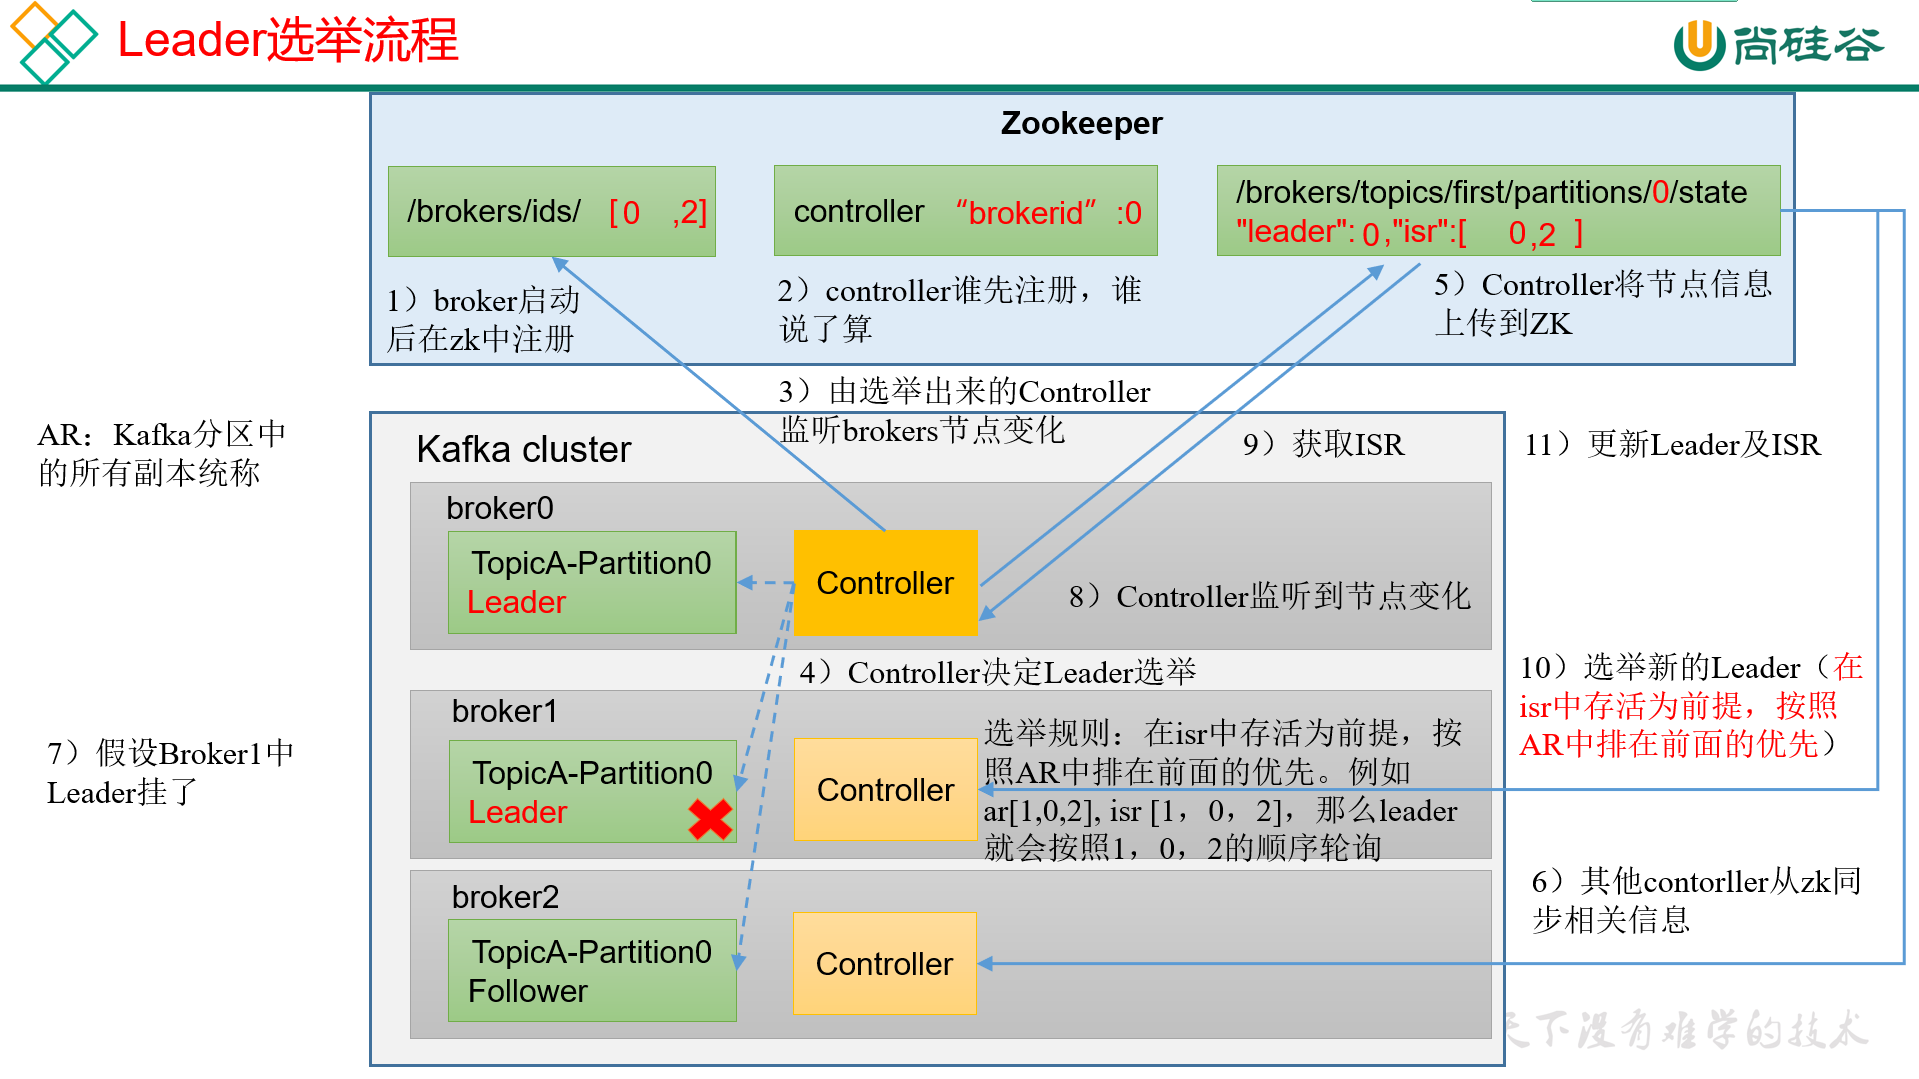 Leader选举流程
尚硅谷
Zookeeper
/brokers/ids/ [ 0 ,2]
controller “brokerid” :0
/brokers/topics/first/partitions/0/state
"leader": 0 ,"isr":[ 0,2 ]
1）broker启动
后在zk中注册
2）controller谁先注册，谁
说了算
5）Controller将节点信息
上传到ZK
3）由选举出来的Controller
监听brokers节点变化
AR：Kafka分区中
的所有副本统称
Kafka cluster
9）获取ISR
11）更新Leader及ISR
broker0
TopicA-Partition0
Leader
Controller
8）Controller监听到节点变化
4）Controller决定Leader选举
10）选举新的Leader（在
isr中存活为前提，按照
AR中排在前面的优先）
7）假设Broker1中
Leader挂了
broker1
TopicA-Partition0
Leader
Controller
选举规则：在isr中存活为前提，按
照AR中排在前面的优先。例如
ar[1,0,2], isr [1，0，2]，那么leader
就会按照1，0，2的顺序轮询
broker2
TopicA-Partition0
Follower
Controller
6）其他contorller从zk同
步相关信息
天下没有难学的技术